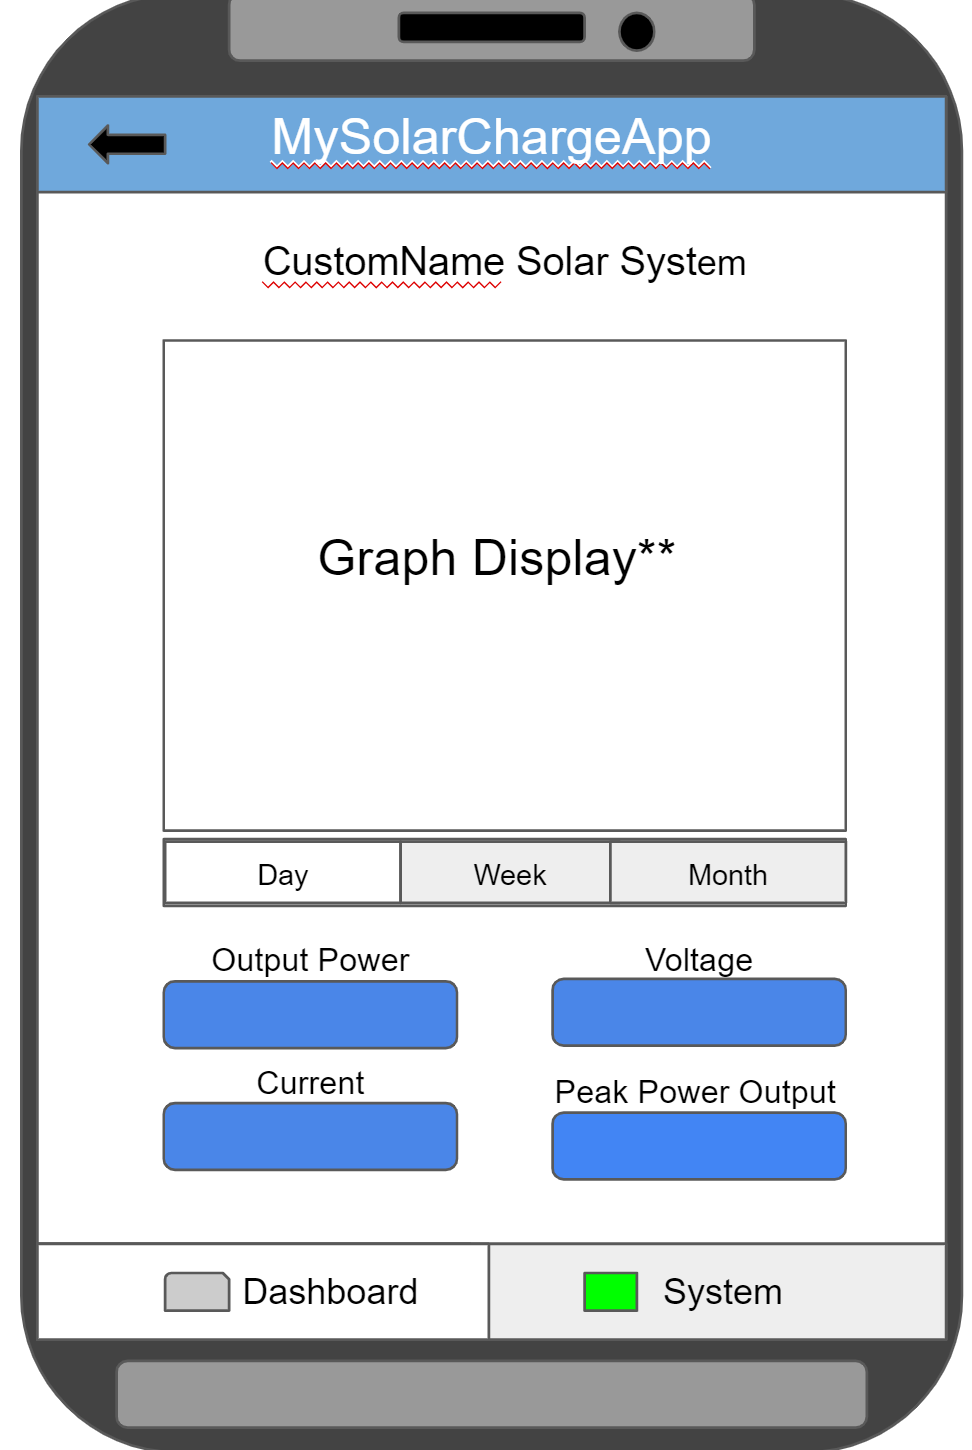 MySolarChargeApp
CustomName Solar System
Graph Display**
Day Week Month
Output Power Voltage
Current Peak Power Output
Dashboard System